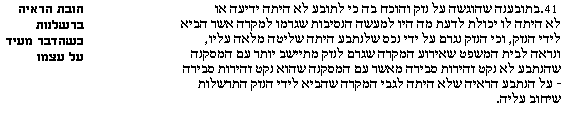 חובת הראיה
ברשלנות
כשהדבר מעיד
על עצמו
41. בתובענה שהוגשה על נזק והוכח בה כי לתובע לא היתה ידיעה או
לא היתה לו יכולת לדעת מה היו למעשה הנסיבות שגרמו למקרה אשר הביא
לידי הנזק, וכי הנזק נגרם על ידי נכס שלנתבע היתה שליטה מלאה עליו,
ונראה לבית המשפט שאירוע המקרה שגרם לנזק מתיישב יותר עם המסקנה
שהנתבע לא נקט זהירות סבירה מאשר עם המסקנה שהוא נקט זהירות סבירה
- על הנתבע הראיה שלא היתה לגבי המקרה שהביא לידי הנזק התרשלות
שיחוב עליה.